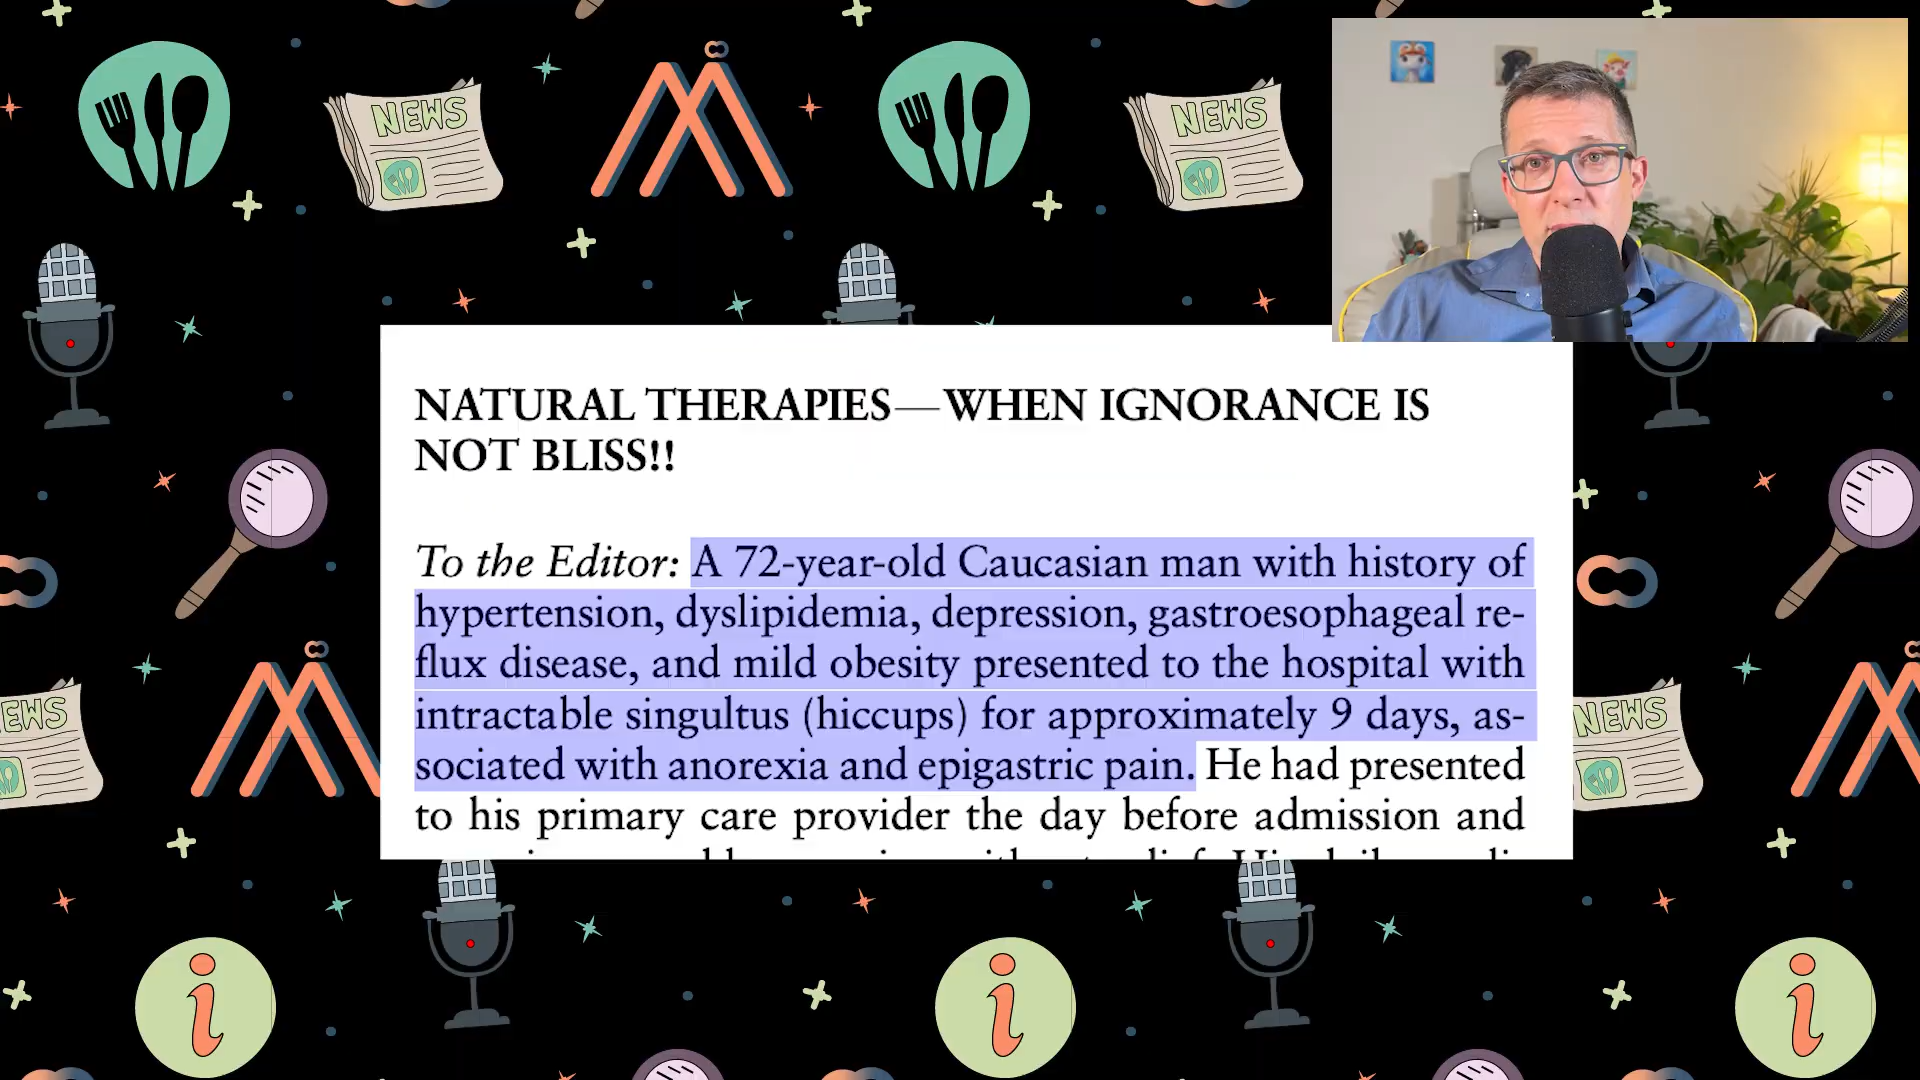 NEWS
NEWS
NATURAL THERAPIES—WHEN IGNORANCE IS
NOT BLISS!!
To the Editor: A 72-year-old Caucasian man with history of
hypertension, dyslipidemia, depression, gastroesophageal re-
flux disease, and mild obesity presented to the hospital with
intractable singultus (hiccups) for approximately 9 days, as-
sociated with anorexia and epigastric pain. He had presented
to his primary care provider the day before admission and
EWS
NEWS
i
i
i